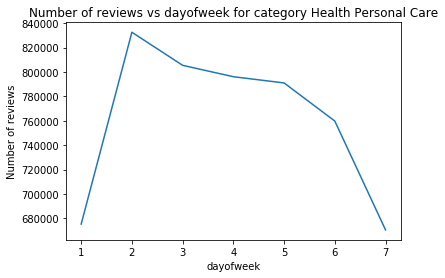 Number of reviews vs dayofweek for category Health Personal Care
840000
820000
800000
780000
760000
740000
720000
700000
680000
Number of reviews
1 2 3 4 5 6 7
dayofweek